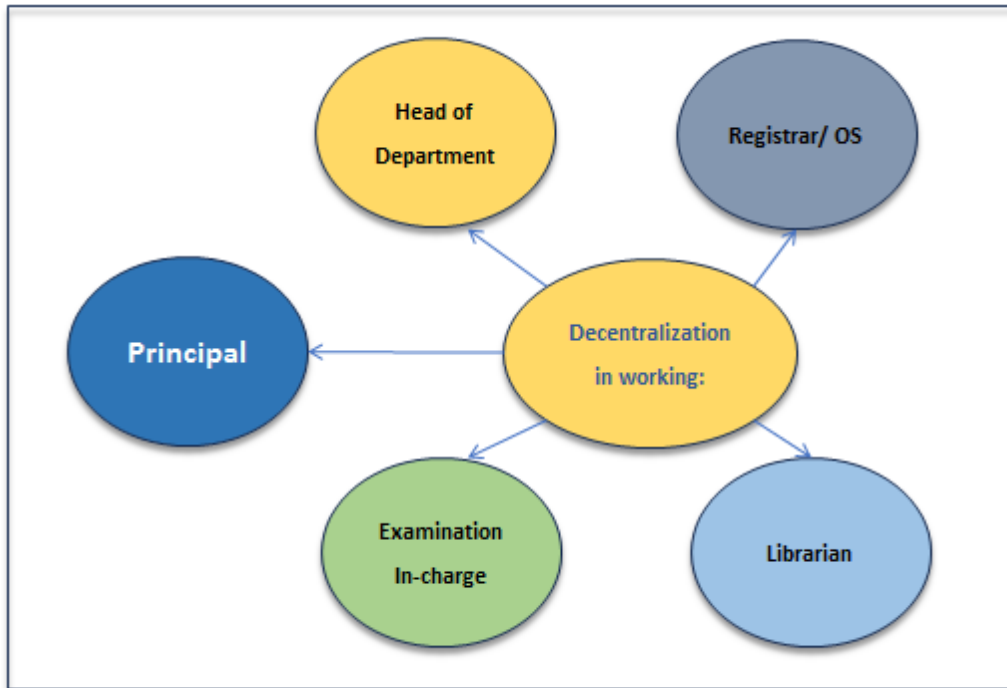 Head of
Department
Registrar/ OS
Principal
Decentralization
in working:
Examination
In-charge
Librarian